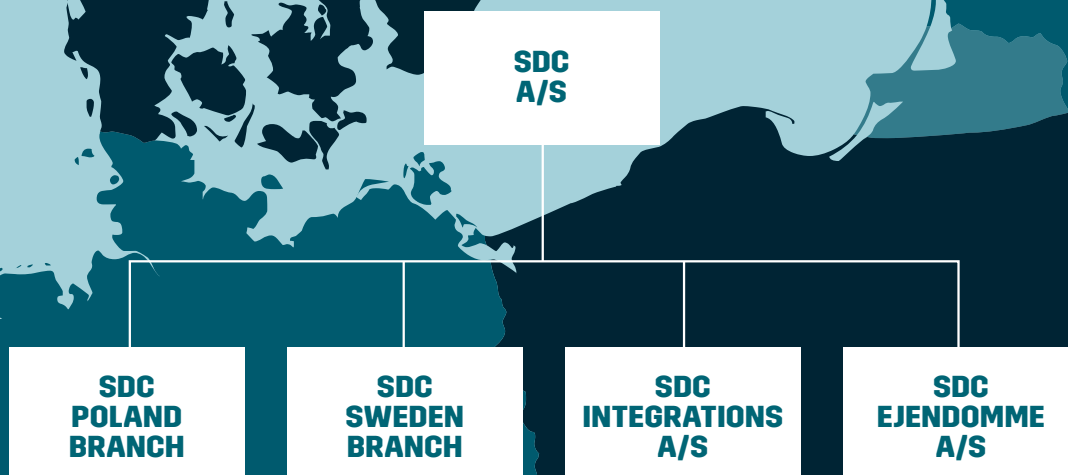 SDC
A/S
SDC
POLAND
BRANCH
SDC
SWEDEN
BRANCH
SDC
INTEGRATIONS
A/S
SDC
EJENDOMME
A/S